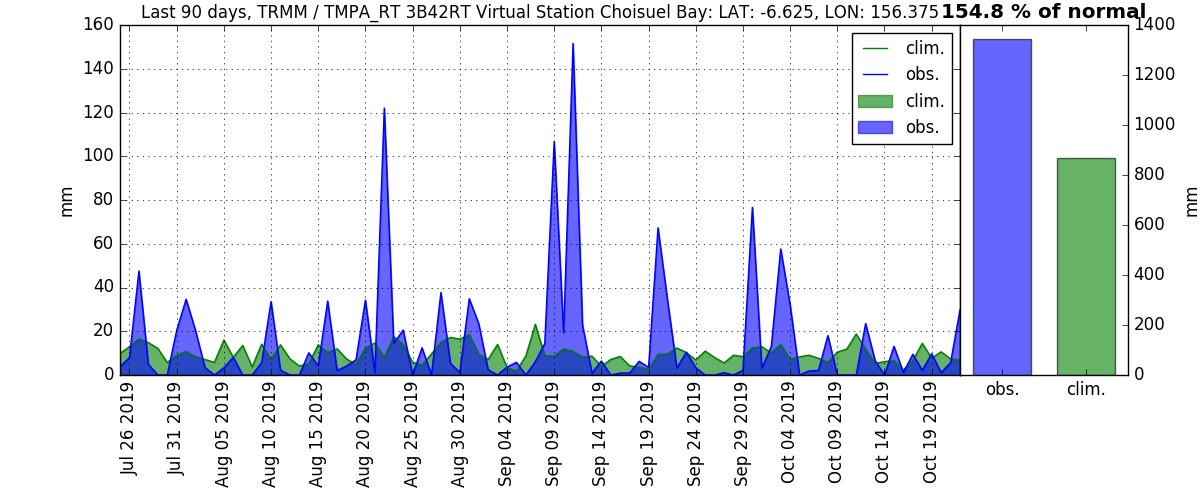 Last 90 days, TRMM / TMPA_RT 3B42RT Virtual Station Choisuel Bay: LAT: -6.625, LON: 156.375
154.8 % of normal
160
140
120
100
80
60
40
20
0
mm
clim.
obs.
clim.
obs.
Jul 26 2019
Jul 31 2019
Aug 05 2019
Aug 10 2019
Aug 15 2019
Aug 20 2019
Aug 25 2019
Aug 30 2019
Sep 04 2019
Sep 09 2019
Sep 14 2019
Sep 19 2019
Sep 24 2019
Sep 29 2019
Oct 04 2019
Oct 09 2019
Oct 14 2019
Oct 19 2019
1400
1200
1000
800
600
400
200
0
mm
obs.
clim.